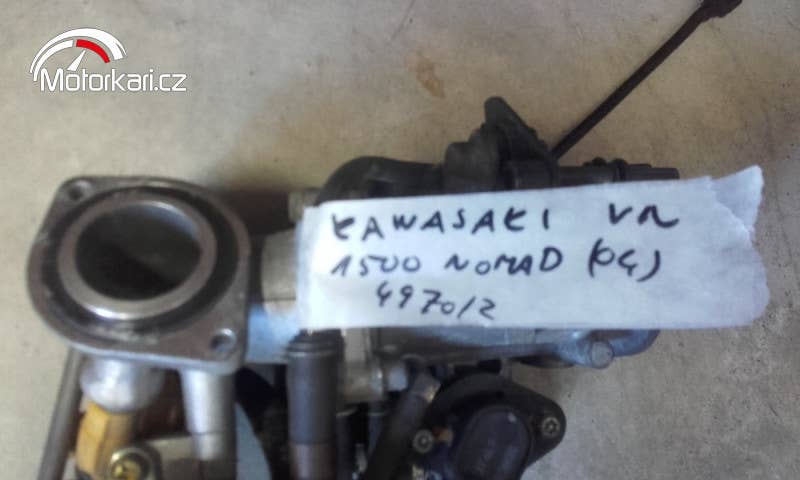 Motorkari.cz
KAWASAKI VN
1500 NOMAD (04)
4970/2